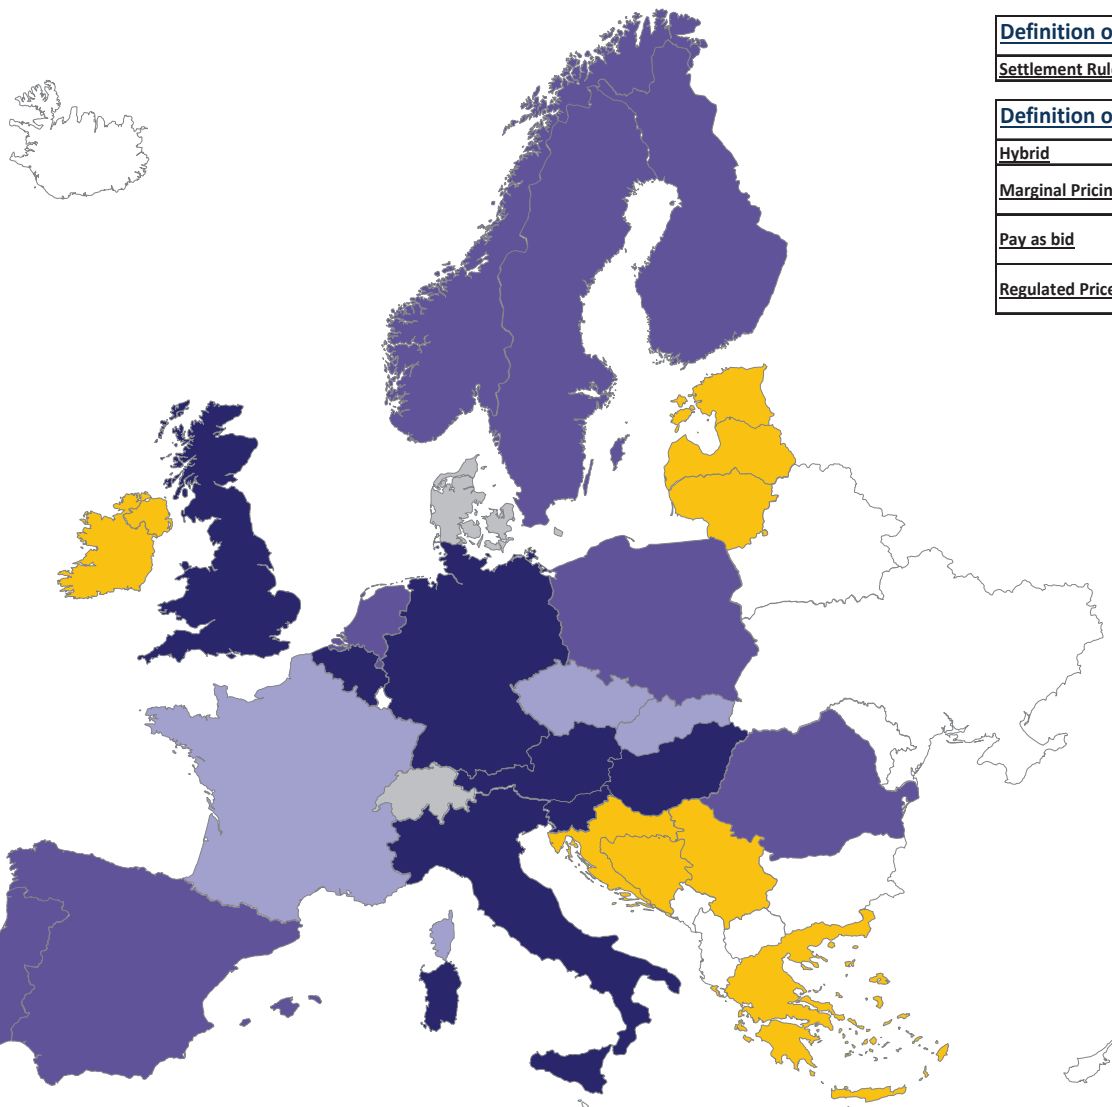 Definition o
Settlement Rul
Definition o
Hybrid
Marginal Pricin
Pay as bid
Regulated Price